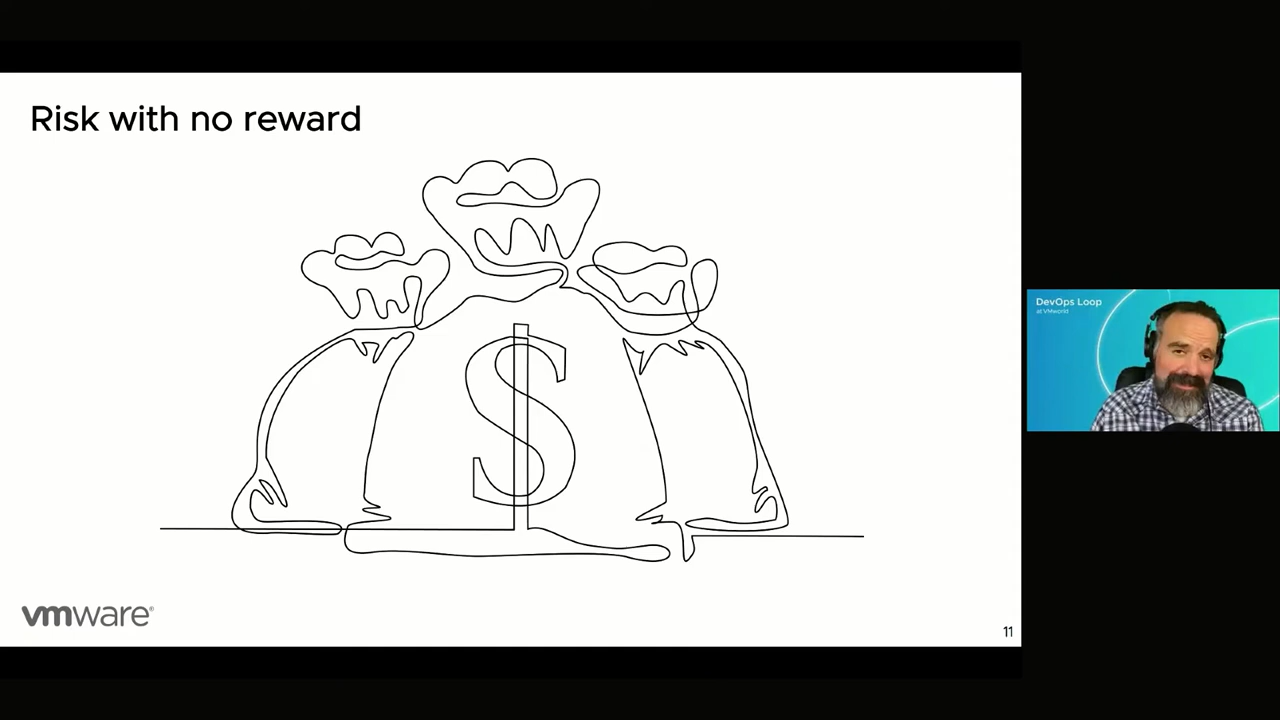 Risk with no reward
$
vmware®
11
DevOps Loop
at VMworld